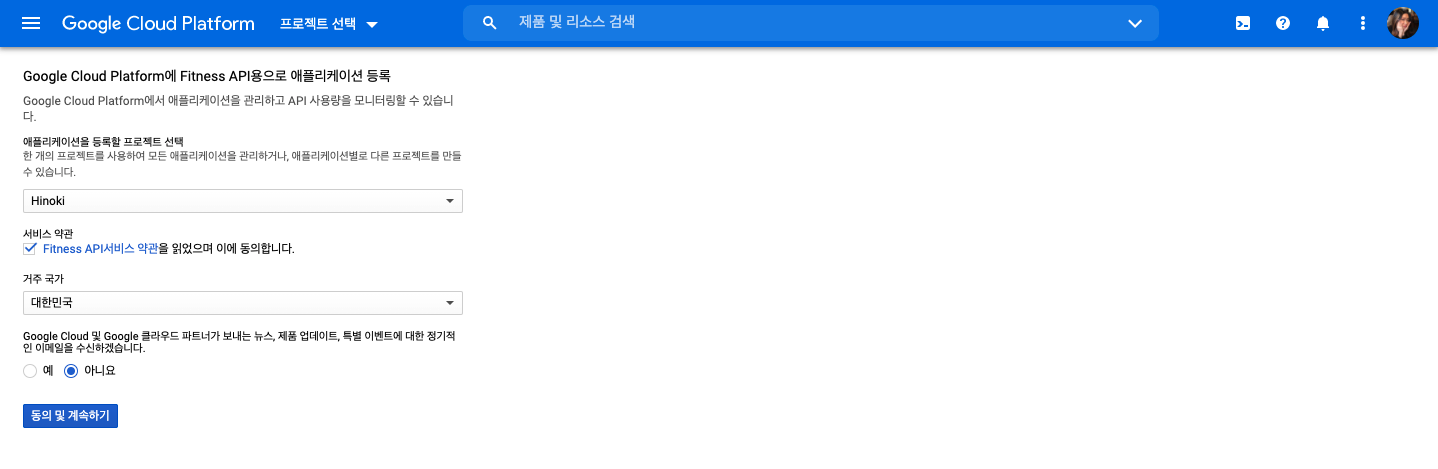 Google Cloud Platform 프로젝트 선택 제품 및 리소스 검색
Google Cloud Platform에 Fitness API용으로 애플리케이션 등록
Google Cloud Platform에서 애플리케이션을 관리하고 API 사용량을 모니터링할 수 있습니
다.
애플리케이션을 등록할 프로젝트 선택
한 개의 프로젝트를 사용하여 모든 애플리케이션을 관리하거나, 애플리케이션별로 다른 프로젝트를 만들
수 있습니다.
Hinoki
서비스 약관
Fitness API서비스 약관을 읽었으며 이에 동의합니다.
거주 국가
대한민국
Google Cloud 및 Google 클라우드 파트너가 보내는 뉴스, 제품 업데이트, 특별 이벤트에 대한 정기적
인 이메일을 수신하겠습니다.
예 아니요
동의 및 계속하기